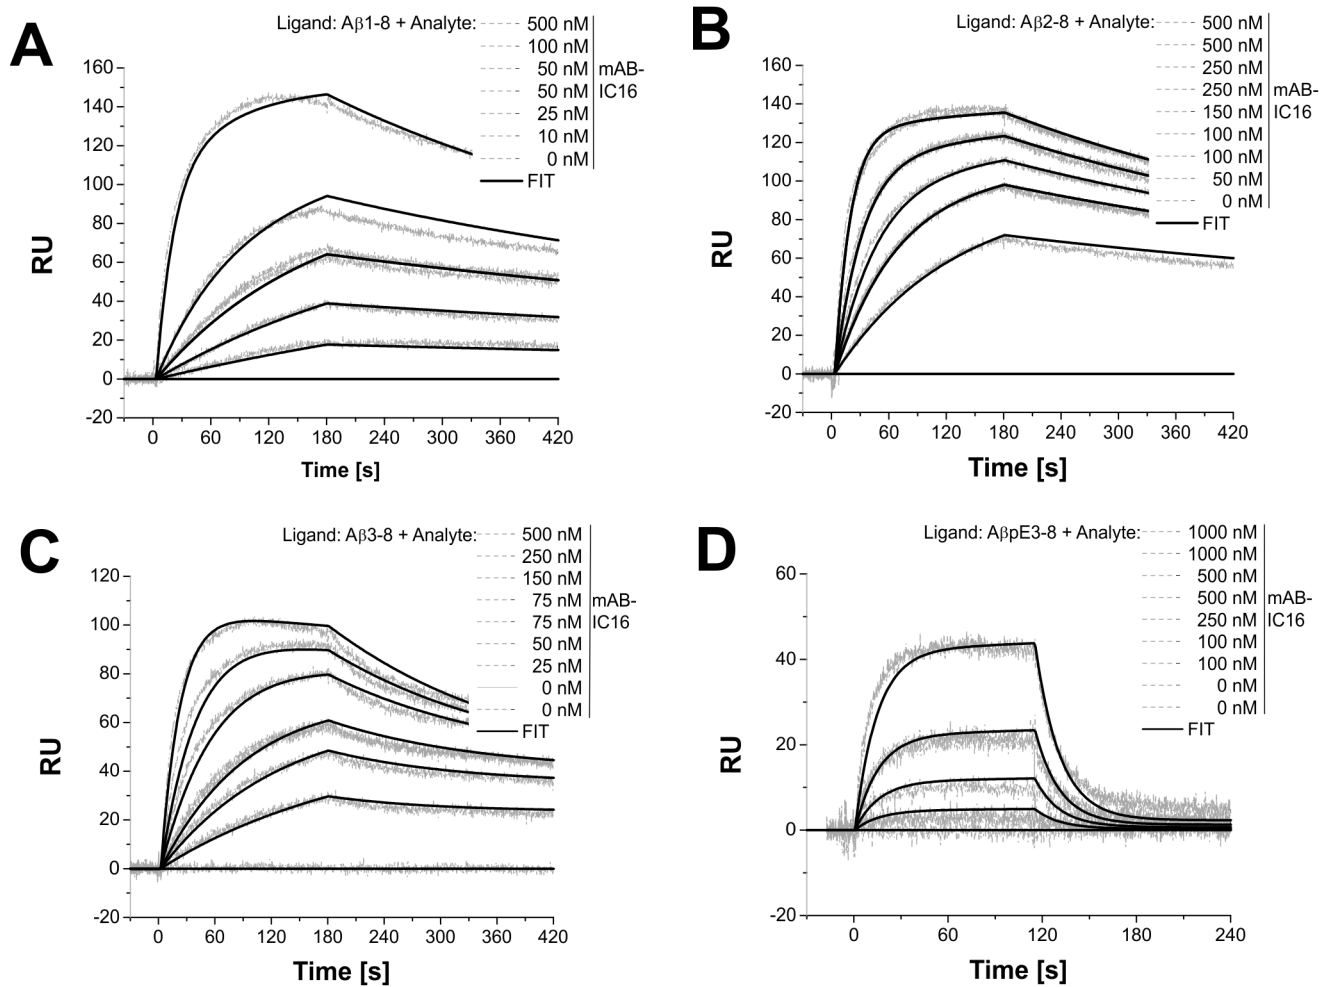 A
Ligand: Aβ1-8 + Analyte:
500 nM
100 nM
50 nM
50 nM
25 nM
10 nM
0 nM
mAB-
IC16
FIT
160
140
120
100
80
60
40
20
0
-20
RU
0 60 120 180 240 300 360 420
Time [s]
B
Ligand: Aβ2-8 + Analyte:
500 nM
500 nM
250 nM
250 nM
150 nM
100 nM
100 nM
50 nM
0 nM
mAB-
IC16
FIT
160
140
120
100
80
60
40
20
0
-20
RU
0 60 120 180 240 300 360 420
Time [s]
C
Ligand: Aβ3-8 + Analyte:
500 nM
250 nM
150 nM
75 nM
75 nM
50 nM
25 nM
0 nM
0 nM
mAB-
IC16
FIT
120
100
80
60
40
20
0
-20
RU
0 60 120 180 240 300 360 420
Time [s]
D
Ligand: AβpE3-8 + Analyte:
1000 nM
1000 nM
500 nM
500 nM
250 nM
100 nM
100 nM
0 nM
0 nM
mAB-
IC16
FIT
60
40
20
0
-20
RU
0 60 120 180 240
Time [s]